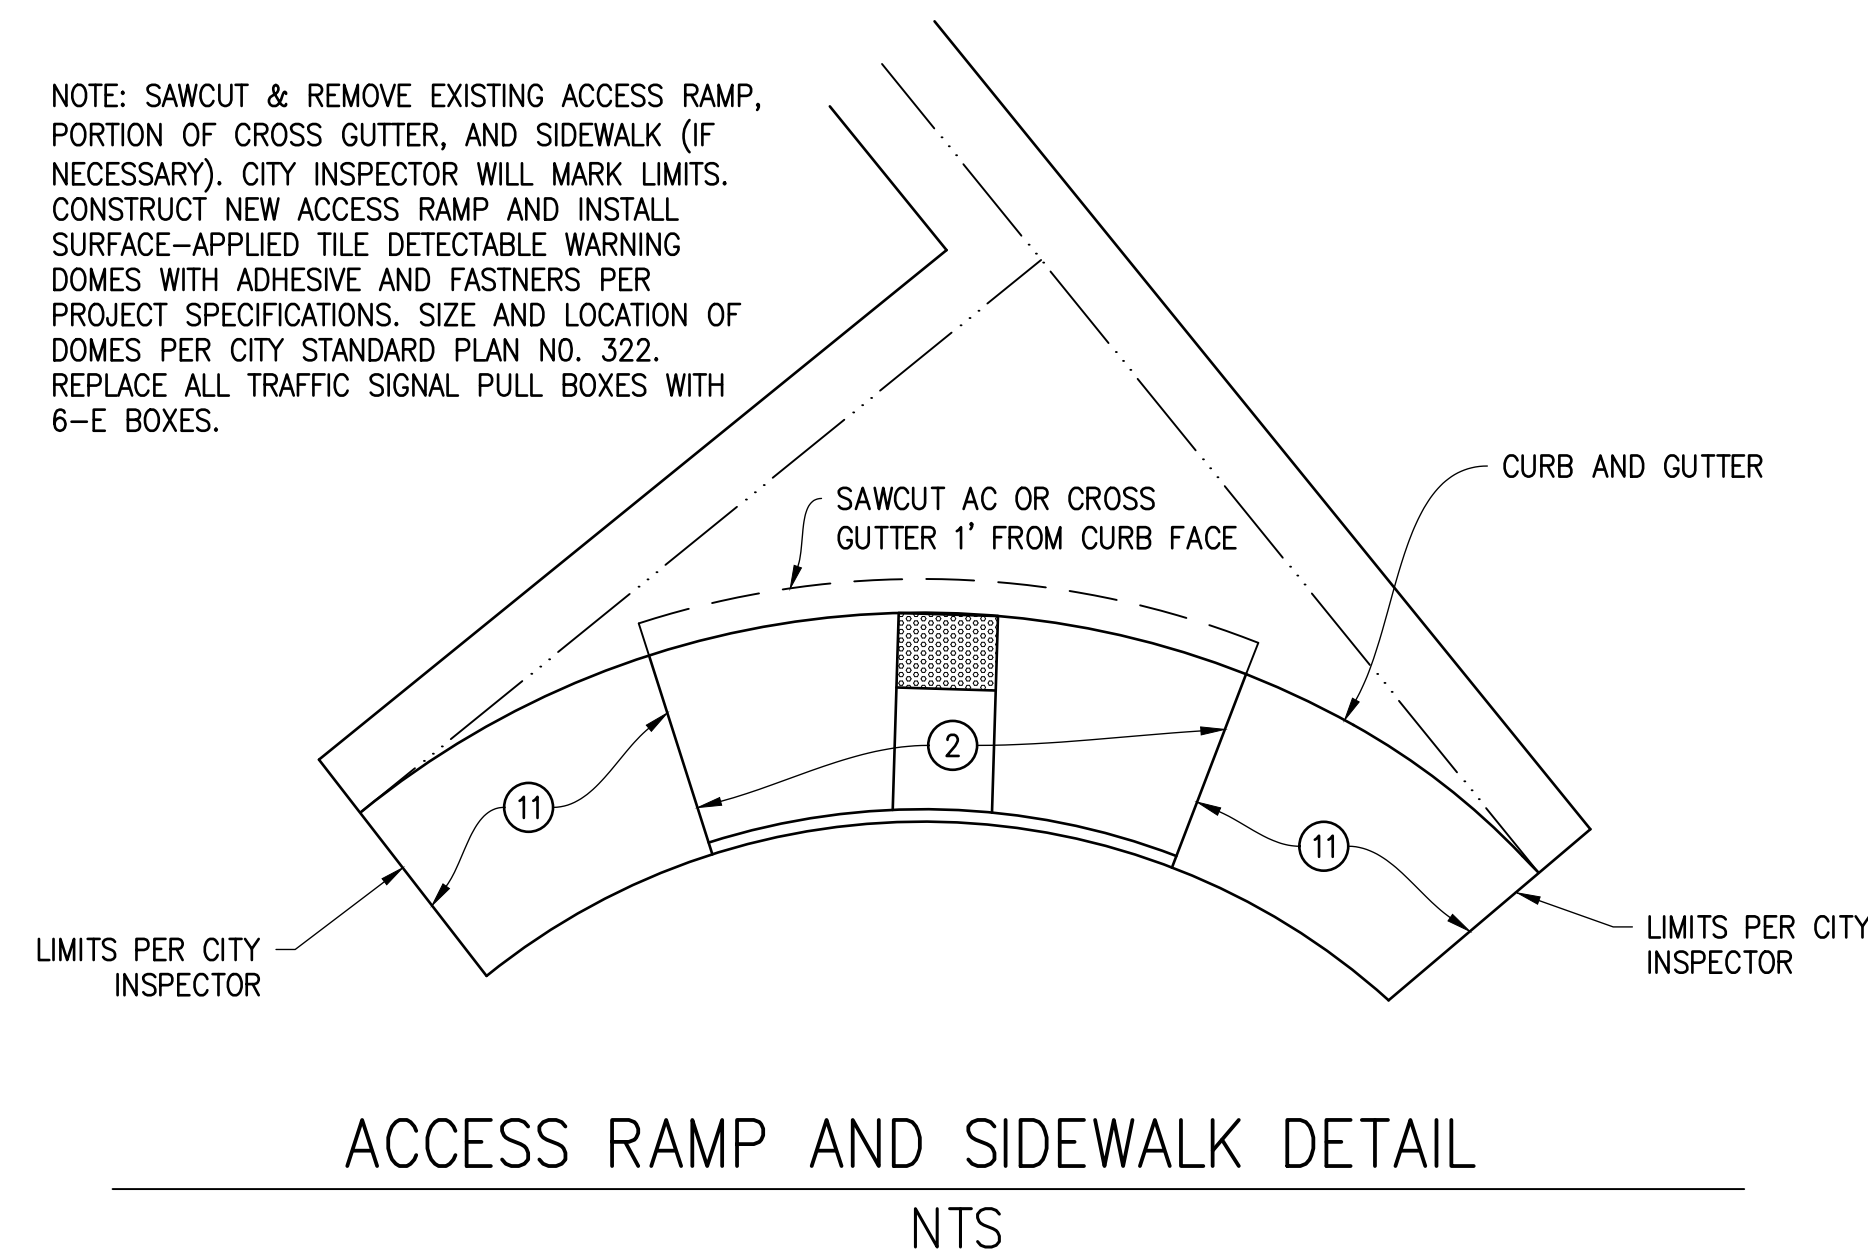 NOTE: SAWCUT & REMOVE EXISTING ACCESS RAMP,
PORTION OF CROSS GUTTER, AND SIDEWALK (IF
NECESSARY). CITY INSPECTOR WILL MARK LIMITS.
CONSTRUCT NEW ACCESS RAMP AND INSTALL
SURFACE-APPLIED TILE DETECTABLE WARNING
DOMES WITH ADHESIVE AND FASTNERS PER
PROJECT SPECIFICATIONS. SIZE AND LOCATION OF
DOMES PER CITY STANDARD PLAN NO. 322.
REPLACE ALL TRAFFIC SIGNAL PULL BOXES WITH
6-E BOXES.
CURB AND GUTTER
SAWCUT AC OR CROSS
GUTTER 1' FROM CURB FACE
2
11
11
LIMITS PER CITY
INSPECTOR
LIMITS PER CITY
INSPECTOR
ACCESS RAMP AND SIDEWALK DETAIL
NTS